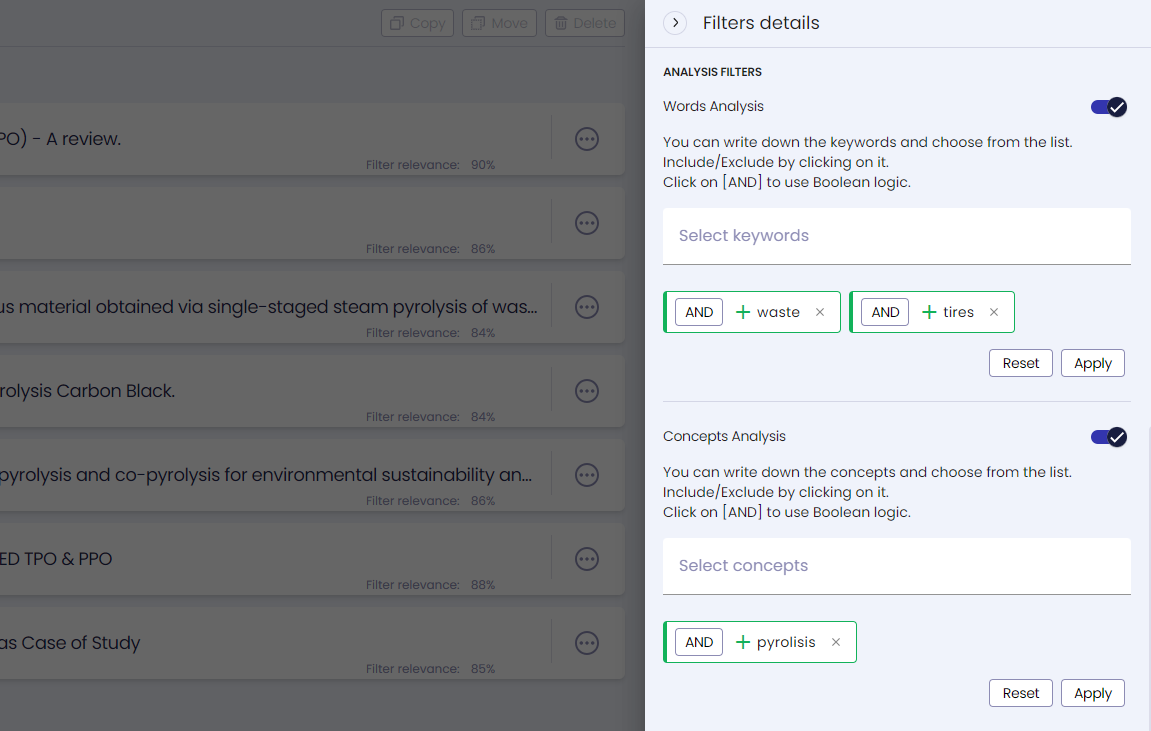 Copy Move Delete
PO) - A review.
Filter relevance: 90%
Filter relevance: 86%
us material obtained via single-staged steam pyrolysis of was...
Filter relevance: 84%
rolysis Carbon Black.
Filter relevance: 84%
pyrolysis and co-pyrolysis for environmental sustainability an...
Filter relevance: 86%
ED TPO & PPO
Filter relevance: 88%
as Case of Study
Filter relevance: 85%
Filters details
ANALYSIS FILTERS
Words Analysis
You can write down the keywords and choose from the list.
Include/Exclude by clicking on it.
Click on [AND] to use Boolean logic.
Select keywords
AND + waste × AND + tires ×
Reset Apply
Concepts Analysis
You can write down the concepts and choose from the list.
Include/Exclude by clicking on it.
Click on [AND] to use Boolean logic.
Select concepts
AND + pyrolisis ×
Reset Apply